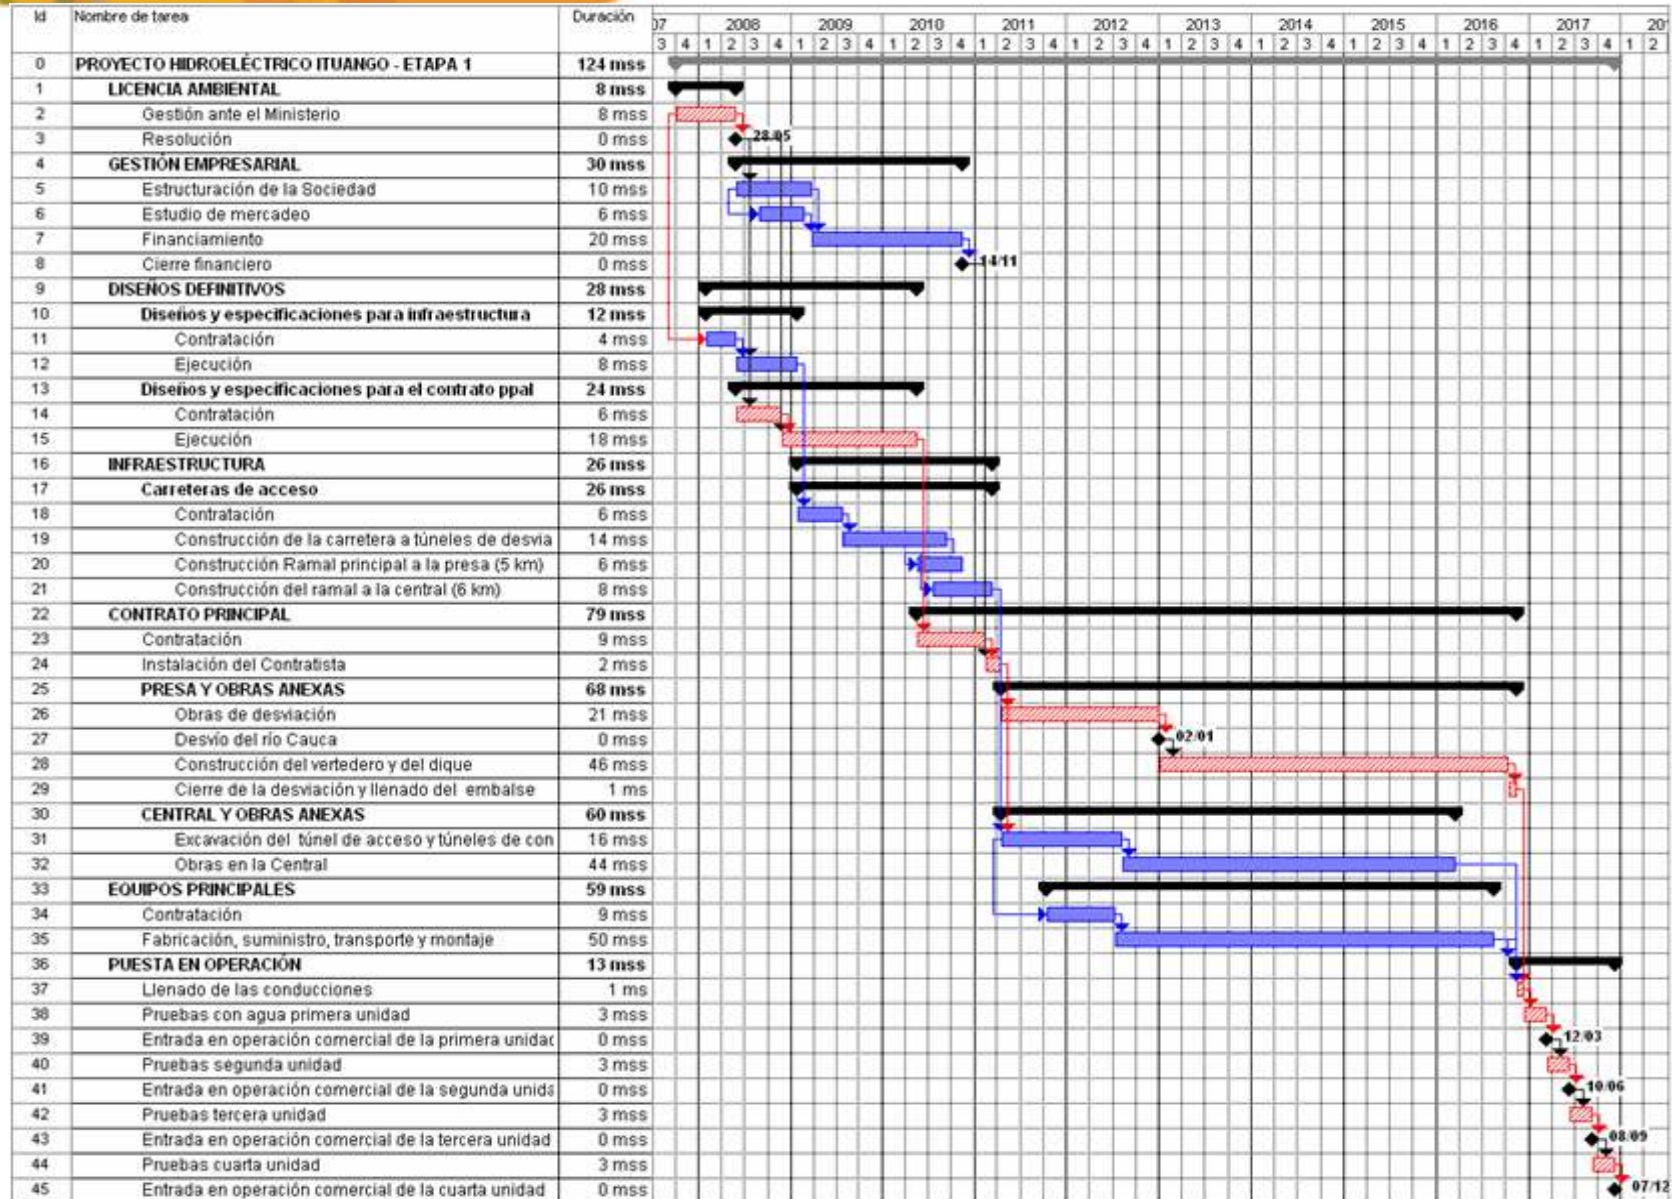 Id Nombre de tarea Duración 07 2008 2009 2010 2011 2012 2013 2014 2015 2016 2017 20
3 4 1 2 3 4 1 2 3 4 1 2 3 4 1 2 3 4 1 2 3 4 1 2 3 4 1 2 3 4 1 2 3 4 1 2 3 4 1 2 3 4 1 2
0 PROYECTO HIDROELÉCTRICO ITUANGO - ETAPA 1 124 mss
1 LICENCIA AMBIENTAL 8 mss
2 Gestión ante el Ministerio 8 mss
3 Resolución 0 mss 28/05
4 GESTIÓN EMPRESARIAL 30 mss
5 Estructuración de la Sociedad 10 mss
6 Estudio de mercadeo 6 mss
7 Financiamiento 20 mss
8 Cierre financiero 0 mss 14/11
9 DISEÑOS DEFINITIVOS 28 mss
10 Diseños y especificaciones para infraestructura 12 mss
11 Contratación 4 mss
12 Ejecución 8 mss
13 Diseños y especificaciones para el contrato ppal 24 mss
14 Contratación 6 mss
15 Ejecución 18 mss
16 INFRAESTRUCTURA 26 mss
17 Carreteras de acceso 26 mss
18 Contratación 6 mss
19 Construcción de la carretera a túneles de desvia 14 mss
20 Construcción Ramal principal a la presa (5 km) 6 mss
21 Construcción del ramal a la central (6 km) 8 mss
22 CONTRATO PRINCIPAL 79 mss
23 Contratación 9 mss
24 Instalación del Contratista 2 mss
25 PRESA Y OBRAS ANEXAS 68 mss
26 Obras de desviación 21 mss
27 Desvío del río Cauca 0 mss 02/01
28 Construcción del vertedero y del dique 46 mss
29 Cierre de la desviación y llenado del embalse 1 ms
30 CENTRAL Y OBRAS ANEXAS 60 mss
31 Excavación del túnel de acceso y túneles de con 16 mss
32 Obras en la Central 44 mss
33 EQUIPOS PRINCIPALES 59 mss
34 Contratación 9 mss
35 Fabricación, suministro, transporte y montaje 50 mss
36 PUESTA EN OPERACIÓN 13 mss
37 Llenado de las conducciones 1 ms
38 Pruebas con agua primera unidad 3 mss
39 Entrada en operación comercial de la primera unidac 0 mss 12/03
40 Pruebas segunda unidad 3 mss
41 Entrada en operación comercial de la segunda unida 0 mss 10/06
42 Pruebas tercera unidad 3 mss
43 Entrada en operación comercial de la tercera unidad 0 mss 08/09
44 Pruebas cuarta unidad 3 mss
45 Entrada en operación comercial de la cuarta unidad 0 mss 07/12